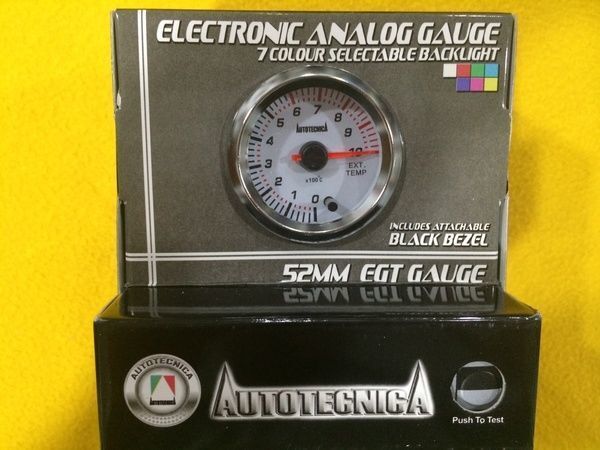 ELECTRONIC ANALOG GAUGE
7 COLOUR SELECTABLE BACKLIGHT
0 1 2 3 4 5 6 7 8 9 10
AUTOTECNICA
EXT.
TEMP
x100°C
INCLUDES ATTACHABLE
BLACK BEZEL
52MM EGT GAUGE
AUTOTECNICA
AUTOTECNICA
AUTOTECNICA
Push To Test